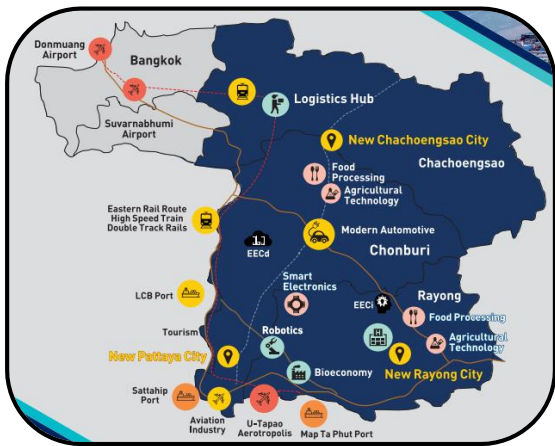 Donmuang
Airport
Bangkok
Suvarnabhumi
Airport
Logistics Hub
New Chachoengsao City
Chachoengsao
Food
Processing
Agricultural
Technology
Eastern Rail Route
High Speed Train
Double Track Rails
Modern Automotive
EECd
Chonburi
Smart
Electronics
LCB Port
EECi
Rayong
Food Processing
Tourism
Robotics
New Pattaya City
H
Agricultural
Technology
Bioeconomy
New Rayong City
Sattahip
Port
Aviation
Industry
U-Tapao
Aerotropolis
Map Ta Phut Port